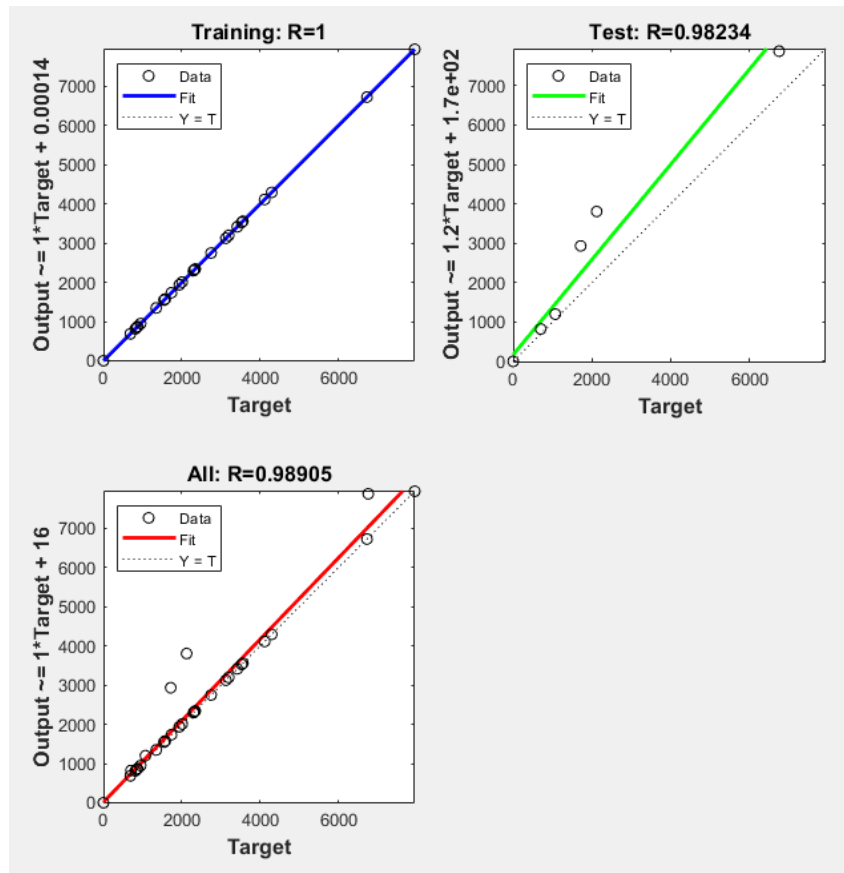 Training: R=1
Output ~= 1*Target + 0.00014
7000
6000
5000
4000
3000
2000
1000
0
Data
Fit
Y = T
0 2000 4000 6000
Target
Test: R=0.98234
Output ~= 1.2*Target + 1.7e+02
7000
6000
5000
4000
3000
2000
1000
0
Data
Fit
Y = T
0 2000 4000 6000
Target
All: R=0.98905
Output ~= 1*Target + 16
7000
6000
5000
4000
3000
2000
1000
0
Data
Fit
Y = T
0 2000 4000 6000
Target